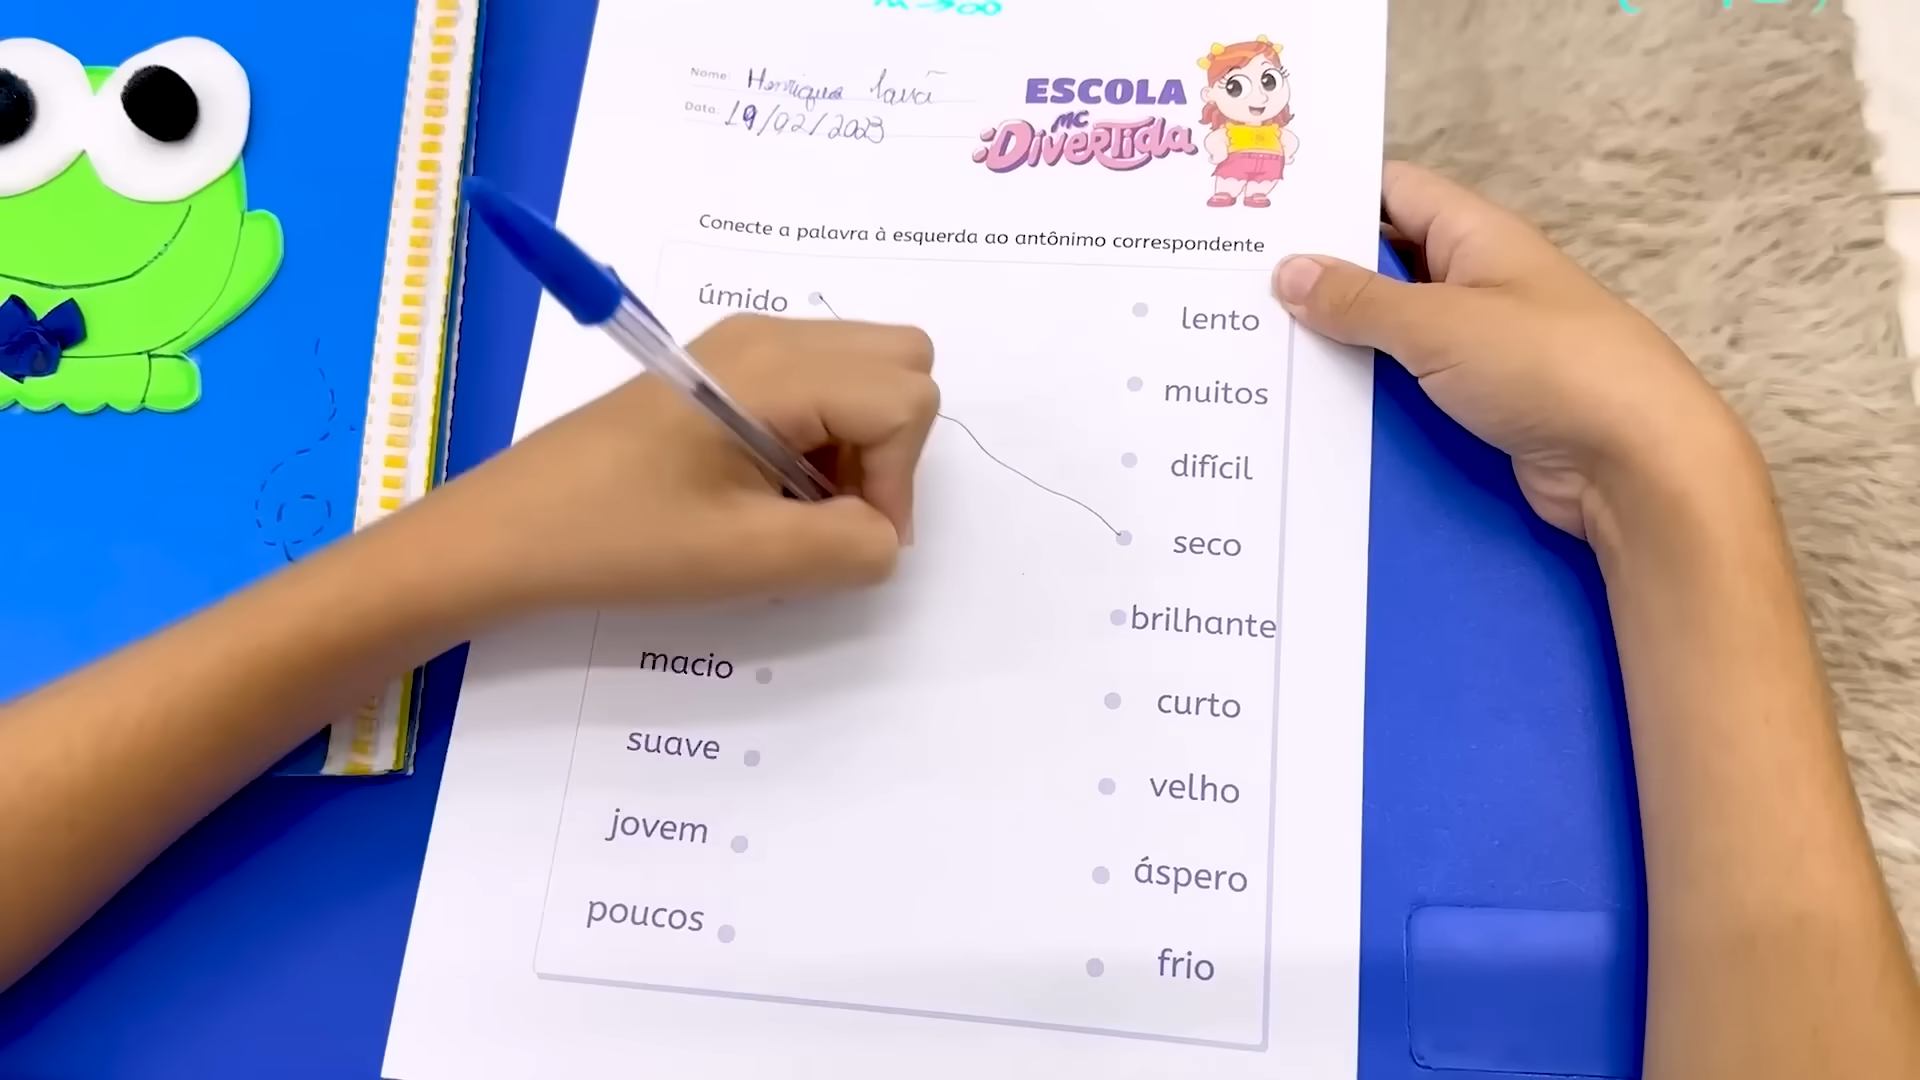 Nome: Henrique
Data: 19/02/2023
ESCOLA
MC
Divertida
Conecte a palavra à esquerda ao antônimo correspondente
úmido lento
muitos
difícil
seco
brilhante
macio curto
suave velho
jovem áspero
poucos frio